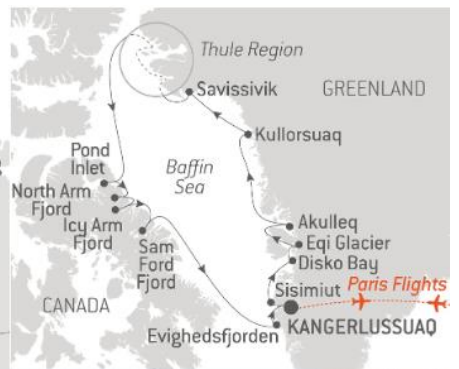 Thule Region
GREENLAND
Savissivik
Kullorsuaq
Pond
Inlet
Baffin
Sea
North Arm
Fjord
Icy Arm
Fjord
Sam
Ford
Fjord
Akulleq
Eqi Glacier
Disko Bay
Sisimiut
Paris Flights
CANADA
KANGERLUSSUAQ
Evighedsfjorden